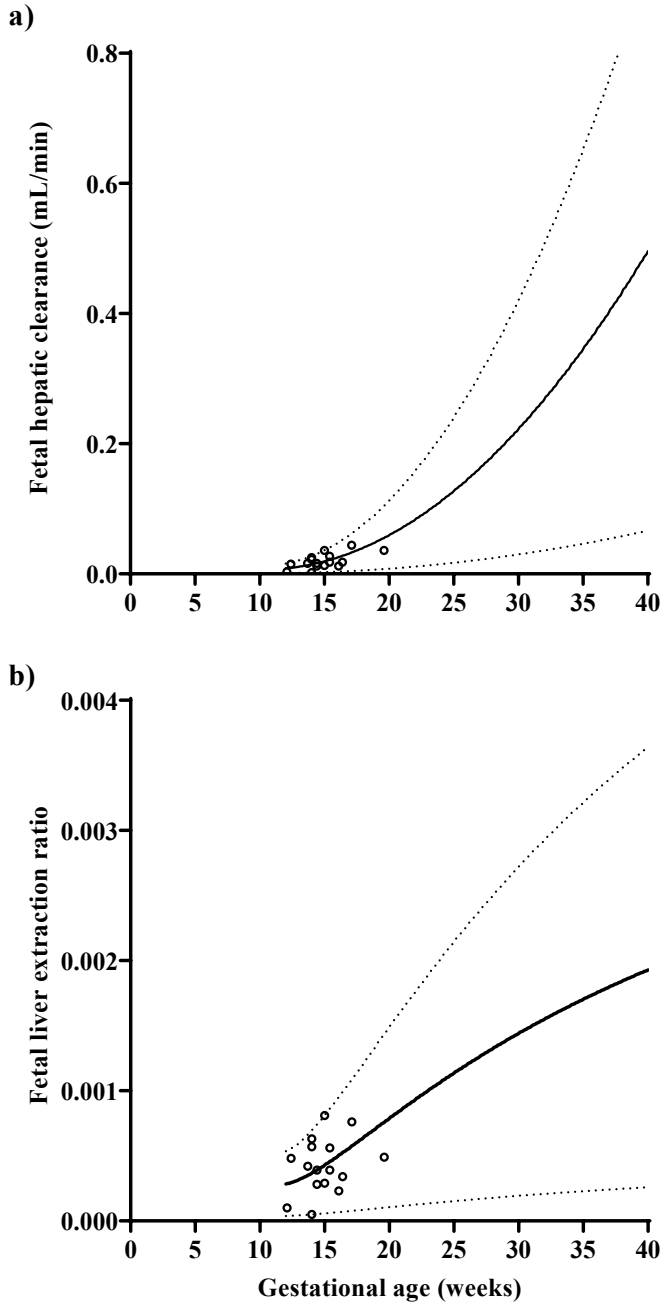 a)
Fetal hepatic clearance (mL/min)
0.8
0.6
0.4
0.2
0.0
0 5 10 15 20 25 30 35 40
b)
Fetal liver extraction ratio
0.004
0.003
0.002
0.001
0.000
0 5 10 15 20 25 30 35 40
Gestational age (weeks)